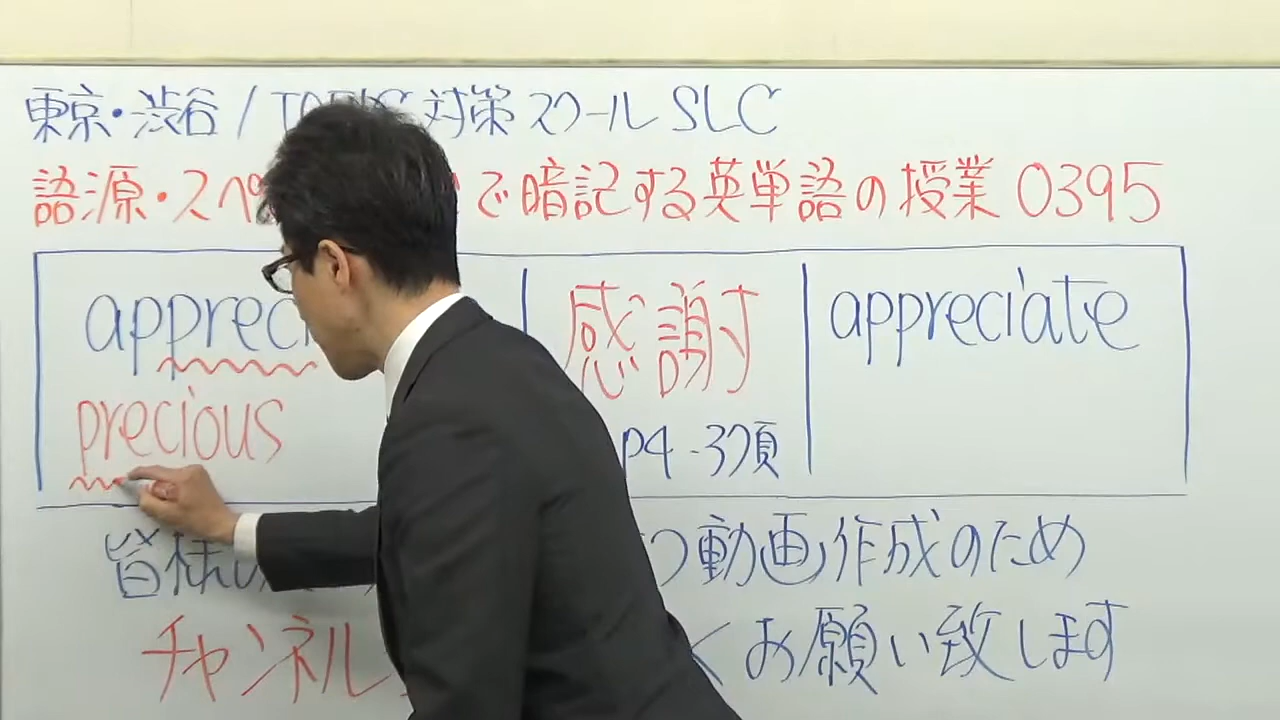 東京・渋谷 / TOEIC 対策スクール SLC
語源・スペ で暗記する英単語の授業 0395
apprec 感謝 appreciate
precious P4-37項
皆様 つ動画作成のため
チャンネル くお願い致します